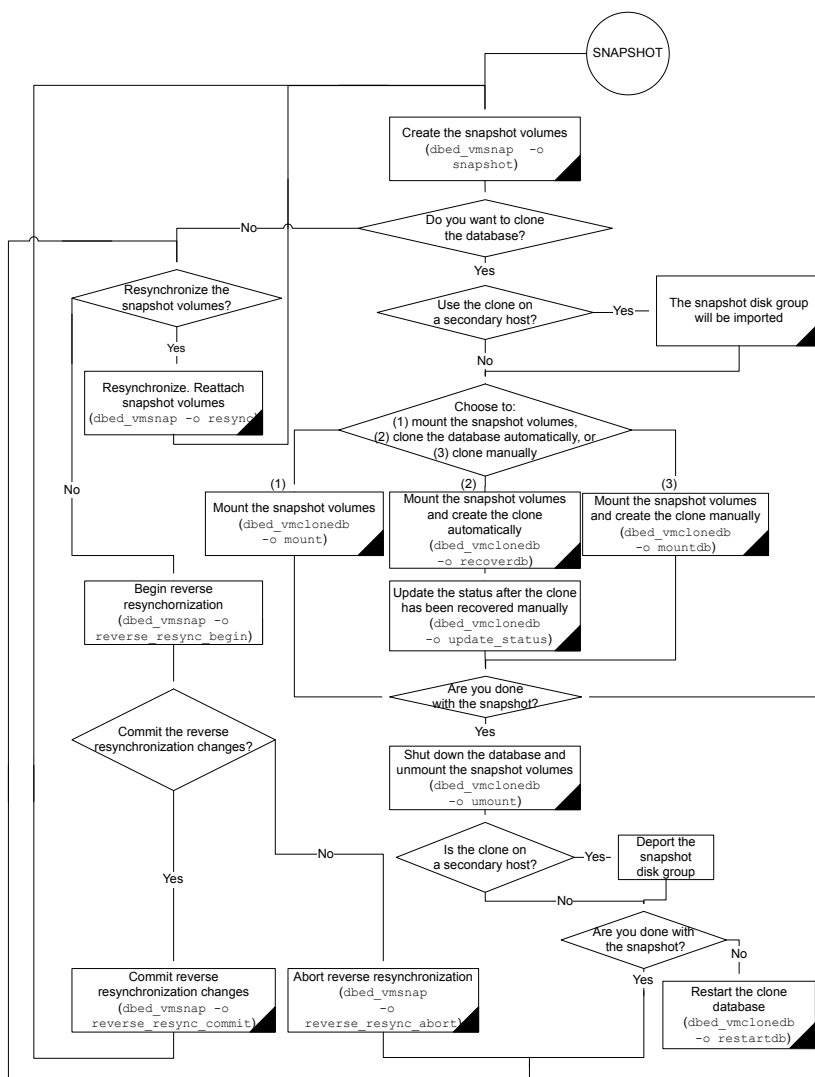 SNAPSHOT
Create the snapshot volumes
(dbed_vmsnap -o
snapshot)
No
Do you want to clone
the database?
Yes
Resynchronize the
snapshot volumes?
Use the clone on
a secondary host?
Yes
The snapshot disk group
will be imported
Yes
No
Resynchronize. Reattach
snapshot volumes
(dbed_vmsnap -o resync)
Choose to:
(1) mount the snapshot volumes,
(2) clone the database automatically, or
(3) clone manually
No
(1)
(2)
(3)
Mount the snapshot volumes
(dbed_vmclonedb
-o mount)
Mount the snapshot volumes
and create the clone
automatically
(dbed_vmclonedb
-o recoverdb)
Mount the snapshot volumes
and create the clone manually
(dbed_vmclonedb
-o mountdb)
Begin reverse
resynchornization
(dbed_vmsnap -o
reverse_resync_begin)
Update the status after the clone
has been recovered manually
(dbed_vmclonedb
-o update_status)
Are you done
with the snapshot?
Yes
Commit the reverse
resynchronization changes?
Shut down the database and
unmount the snapshot volumes
(dbed_vmclonedb
-o umount)
Is the clone on
a secondary host?
Yes
Deport the
snapshot
disk group
No
Yes
No
Are you done with
the snapshot?
No
Yes
Commit reverse
resynchronization changes
(dbed_vmsnap -o
reverse_resync_commit)
Abort reverse resynchronization
(dbed_vmsnap
-o
reverse_resync_abort)
Restart the clone
database
(dbed_vmclonedb
-o restartdb)